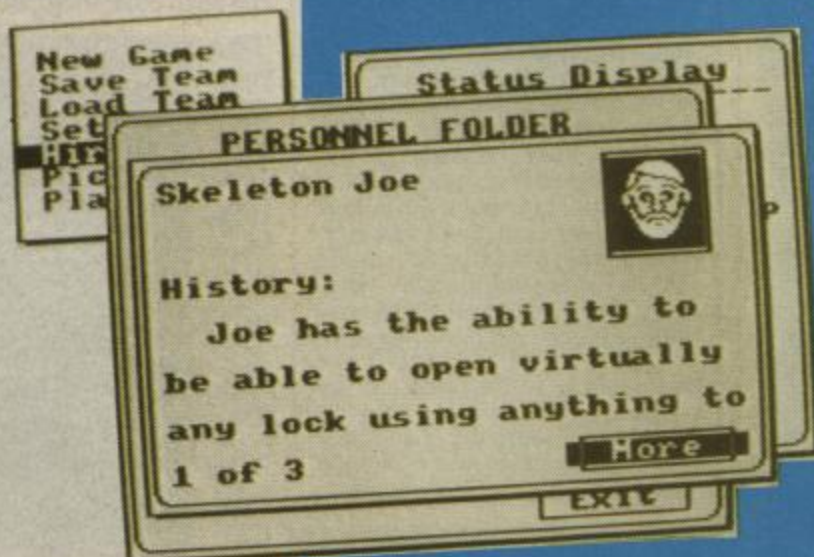 New Game
Save Team
Load Team
Set
Status Display
PERSONNEL FOLDER
Skeleton Joe
History:
Joe has the ability to
be able to open virtually
any lock using anything to
1 of 3
More
Exit